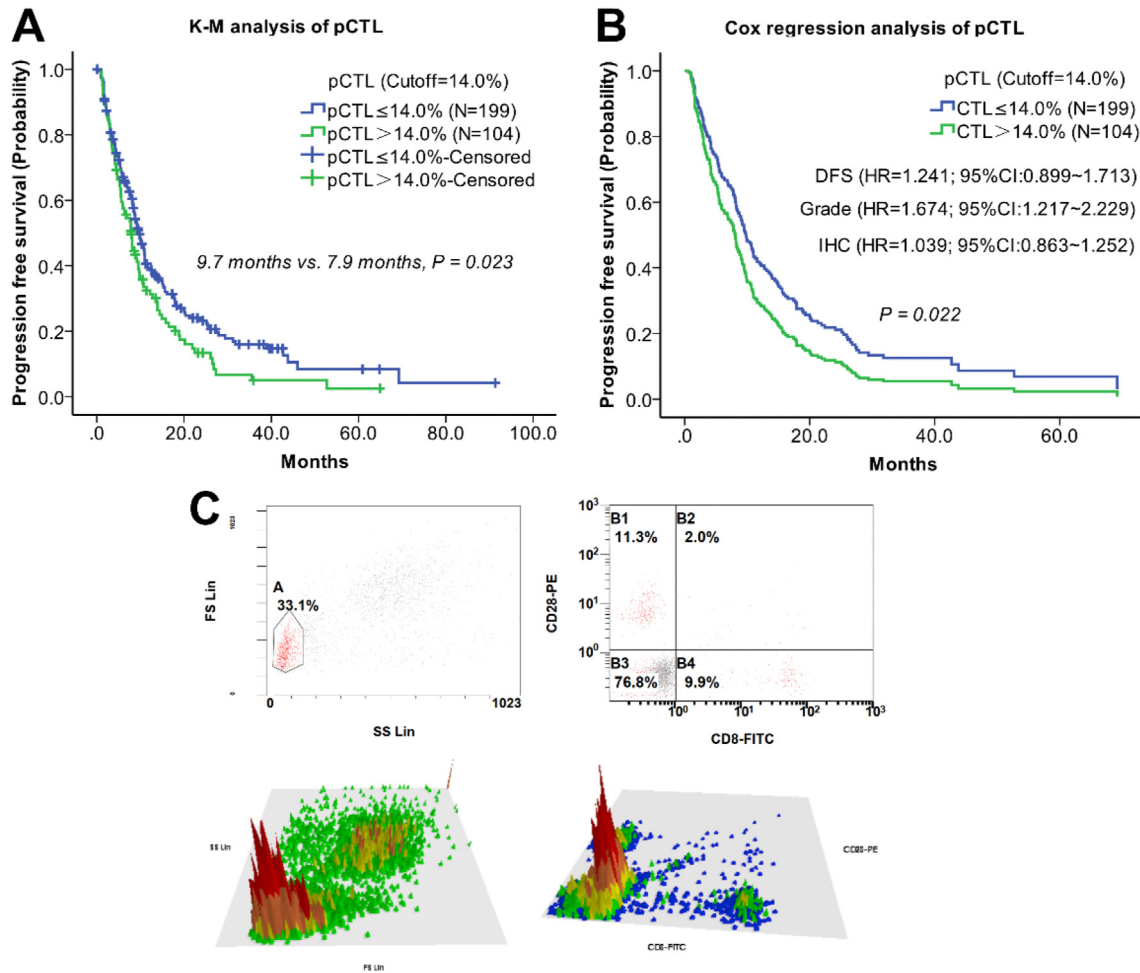 A
K-M analysis of pCTL
Progression free survival (Probability)
1.0
0.8
0.6
0.4
0.2
0.0
pCTL (Cutoff=14.0%)
pCTL≤14.0% (N=199)
pCTL>14.0% (N=104)
pCTL≤14.0%-Censored
pCTL>14.0%-Censored
9.7 months vs. 7.9 months, P = 0.023
.0 20.0 40.0 60.0 80.0 100.0
Months
B
Cox regression analysis of pCTL
Progression free survival (Probability)
1.0
0.8
0.6
0.4
0.2
0.0
pCTL (Cutoff=14.0%)
CTL≤14.0% (N=199)
CTL>14.0% (N=104)
DFS (HR=1.241; 95%CI:0.899~1.713)
Grade (HR=1.674; 95%CI:1.217~2.229)
IHC (HR=1.039; 95%CI:0.863~1.252)
P = 0.022
.0 20.0 40.0 60.0
Months
C
1023
FS Lin
A
33.1%
0
0 1023
SS Lin
10³
10²
10¹
10⁰
CD28-PE
B1 B2
11.3% 2.0%
B3 B4
76.8% 9.9%
10⁰ 10¹ 10² 10³
CD8-FITC
SS Lin
FS Lin
CD28-PE
CD8-FITC